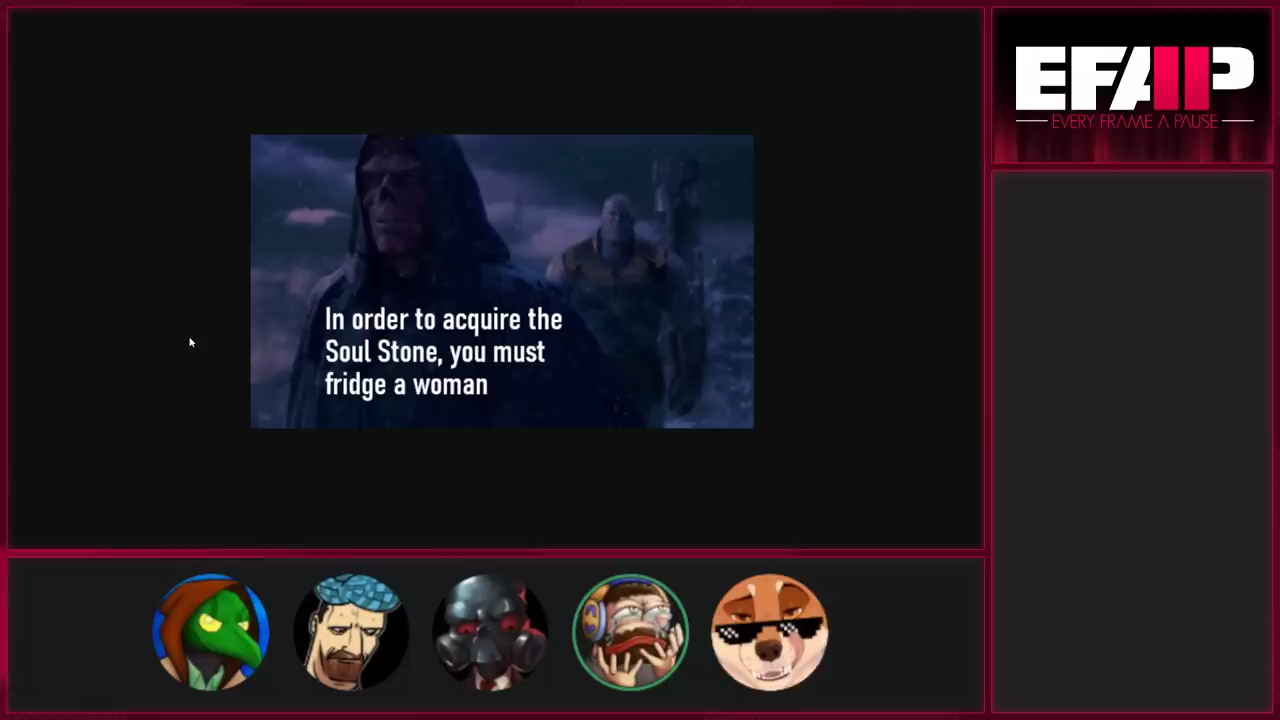 EFAP
EVERY FRAME A PAUSE
In order to acquire the
Soul Stone, you must
fridge a woman